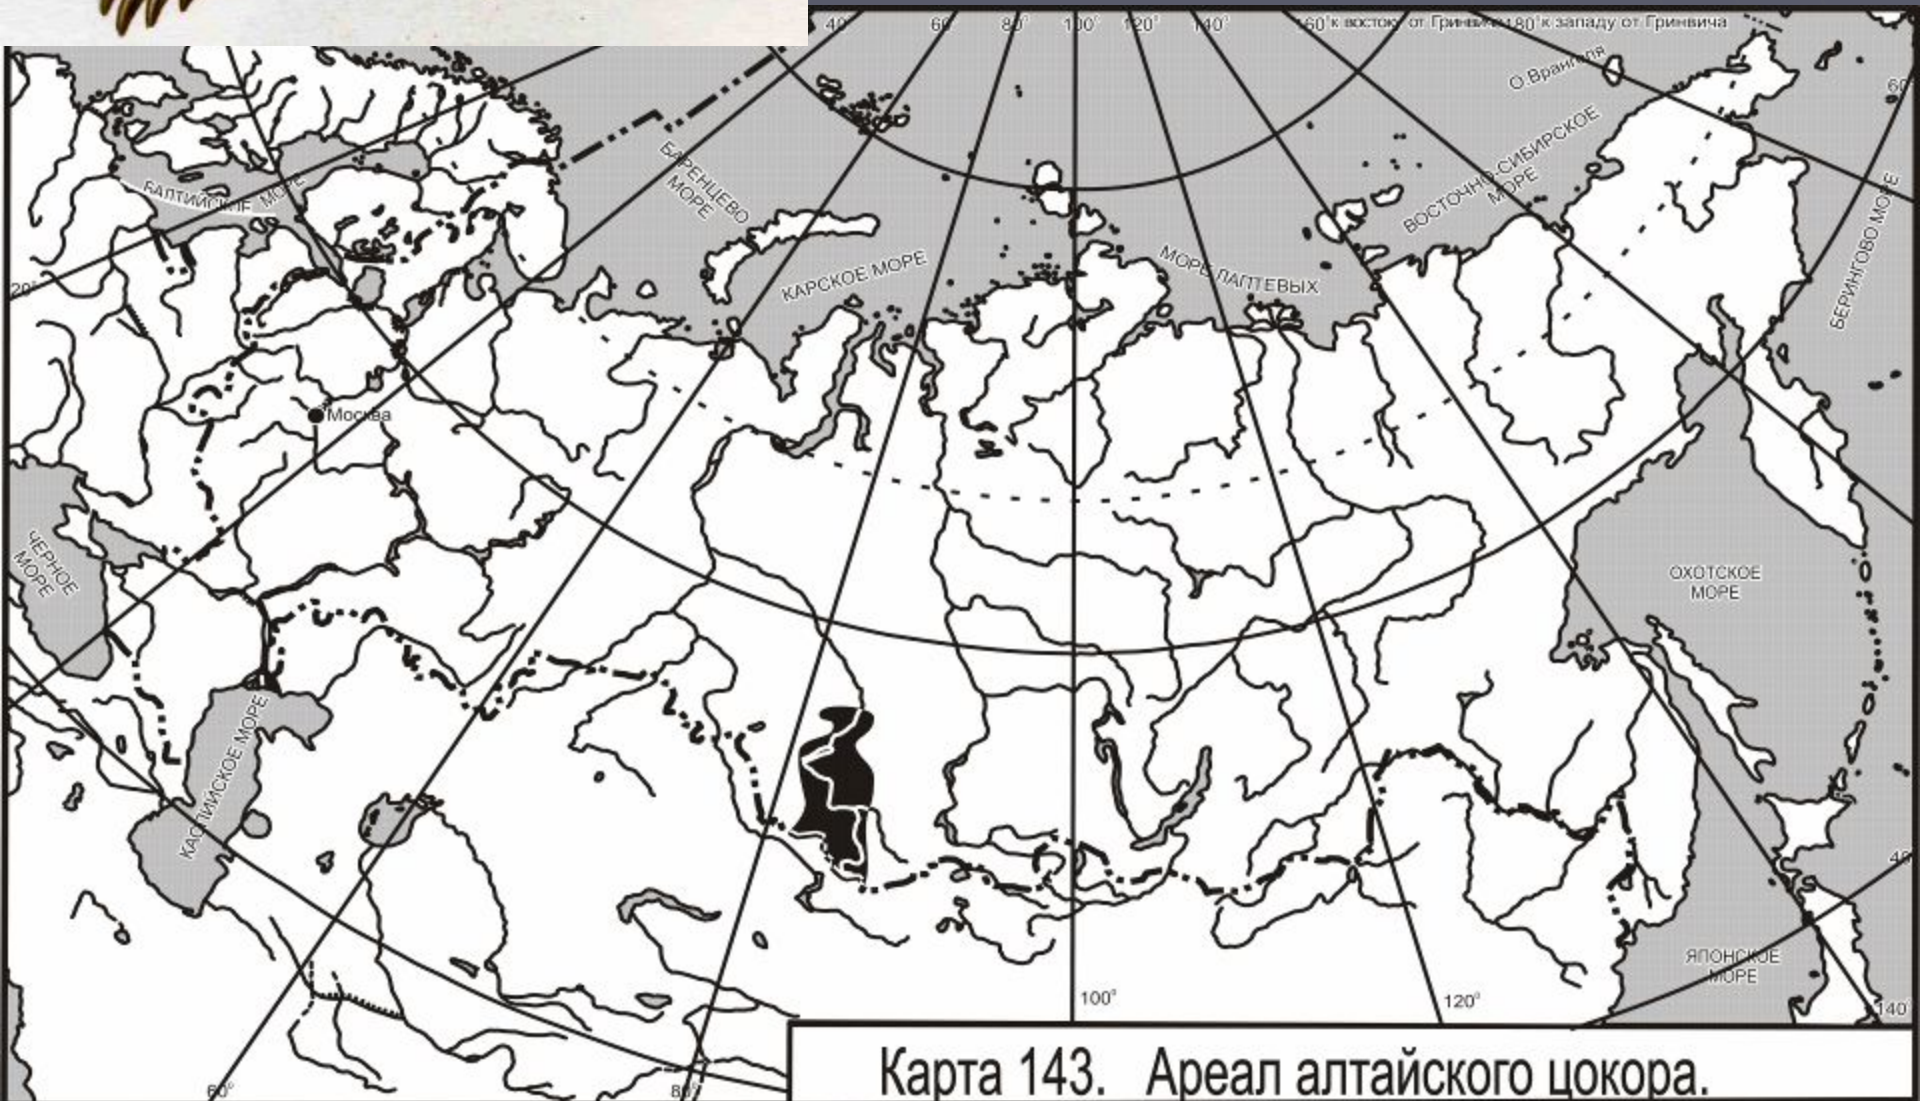 40°
60°
80°
100°
120°
140°
160° к востоку от Гринвича
180° к западу от Гринвича
О.Врангеля
60
БАРЕНЦЕВО
МОРЕ
ВОСТОЧНО-СИБИРСКОЕ
МОРЕ
БАЛТИЙСКОЕ МОРЕ
БЕРИНГОВО МОРЕ
КАРСКОЕ МОРЕ
МОРЕ ЛАПТЕВЫХ
20°
Москва
ЧЕРНОЕ
МОРЕ
ОХОТСКОЕ
МОРЕ
КАСПИЙСКОЕ МОРЕ
40
ЯПОНСКОЕ
МОРЕ
100°
120°
140°
60°
80°
Карта 143. Ареал алтайского цокора.